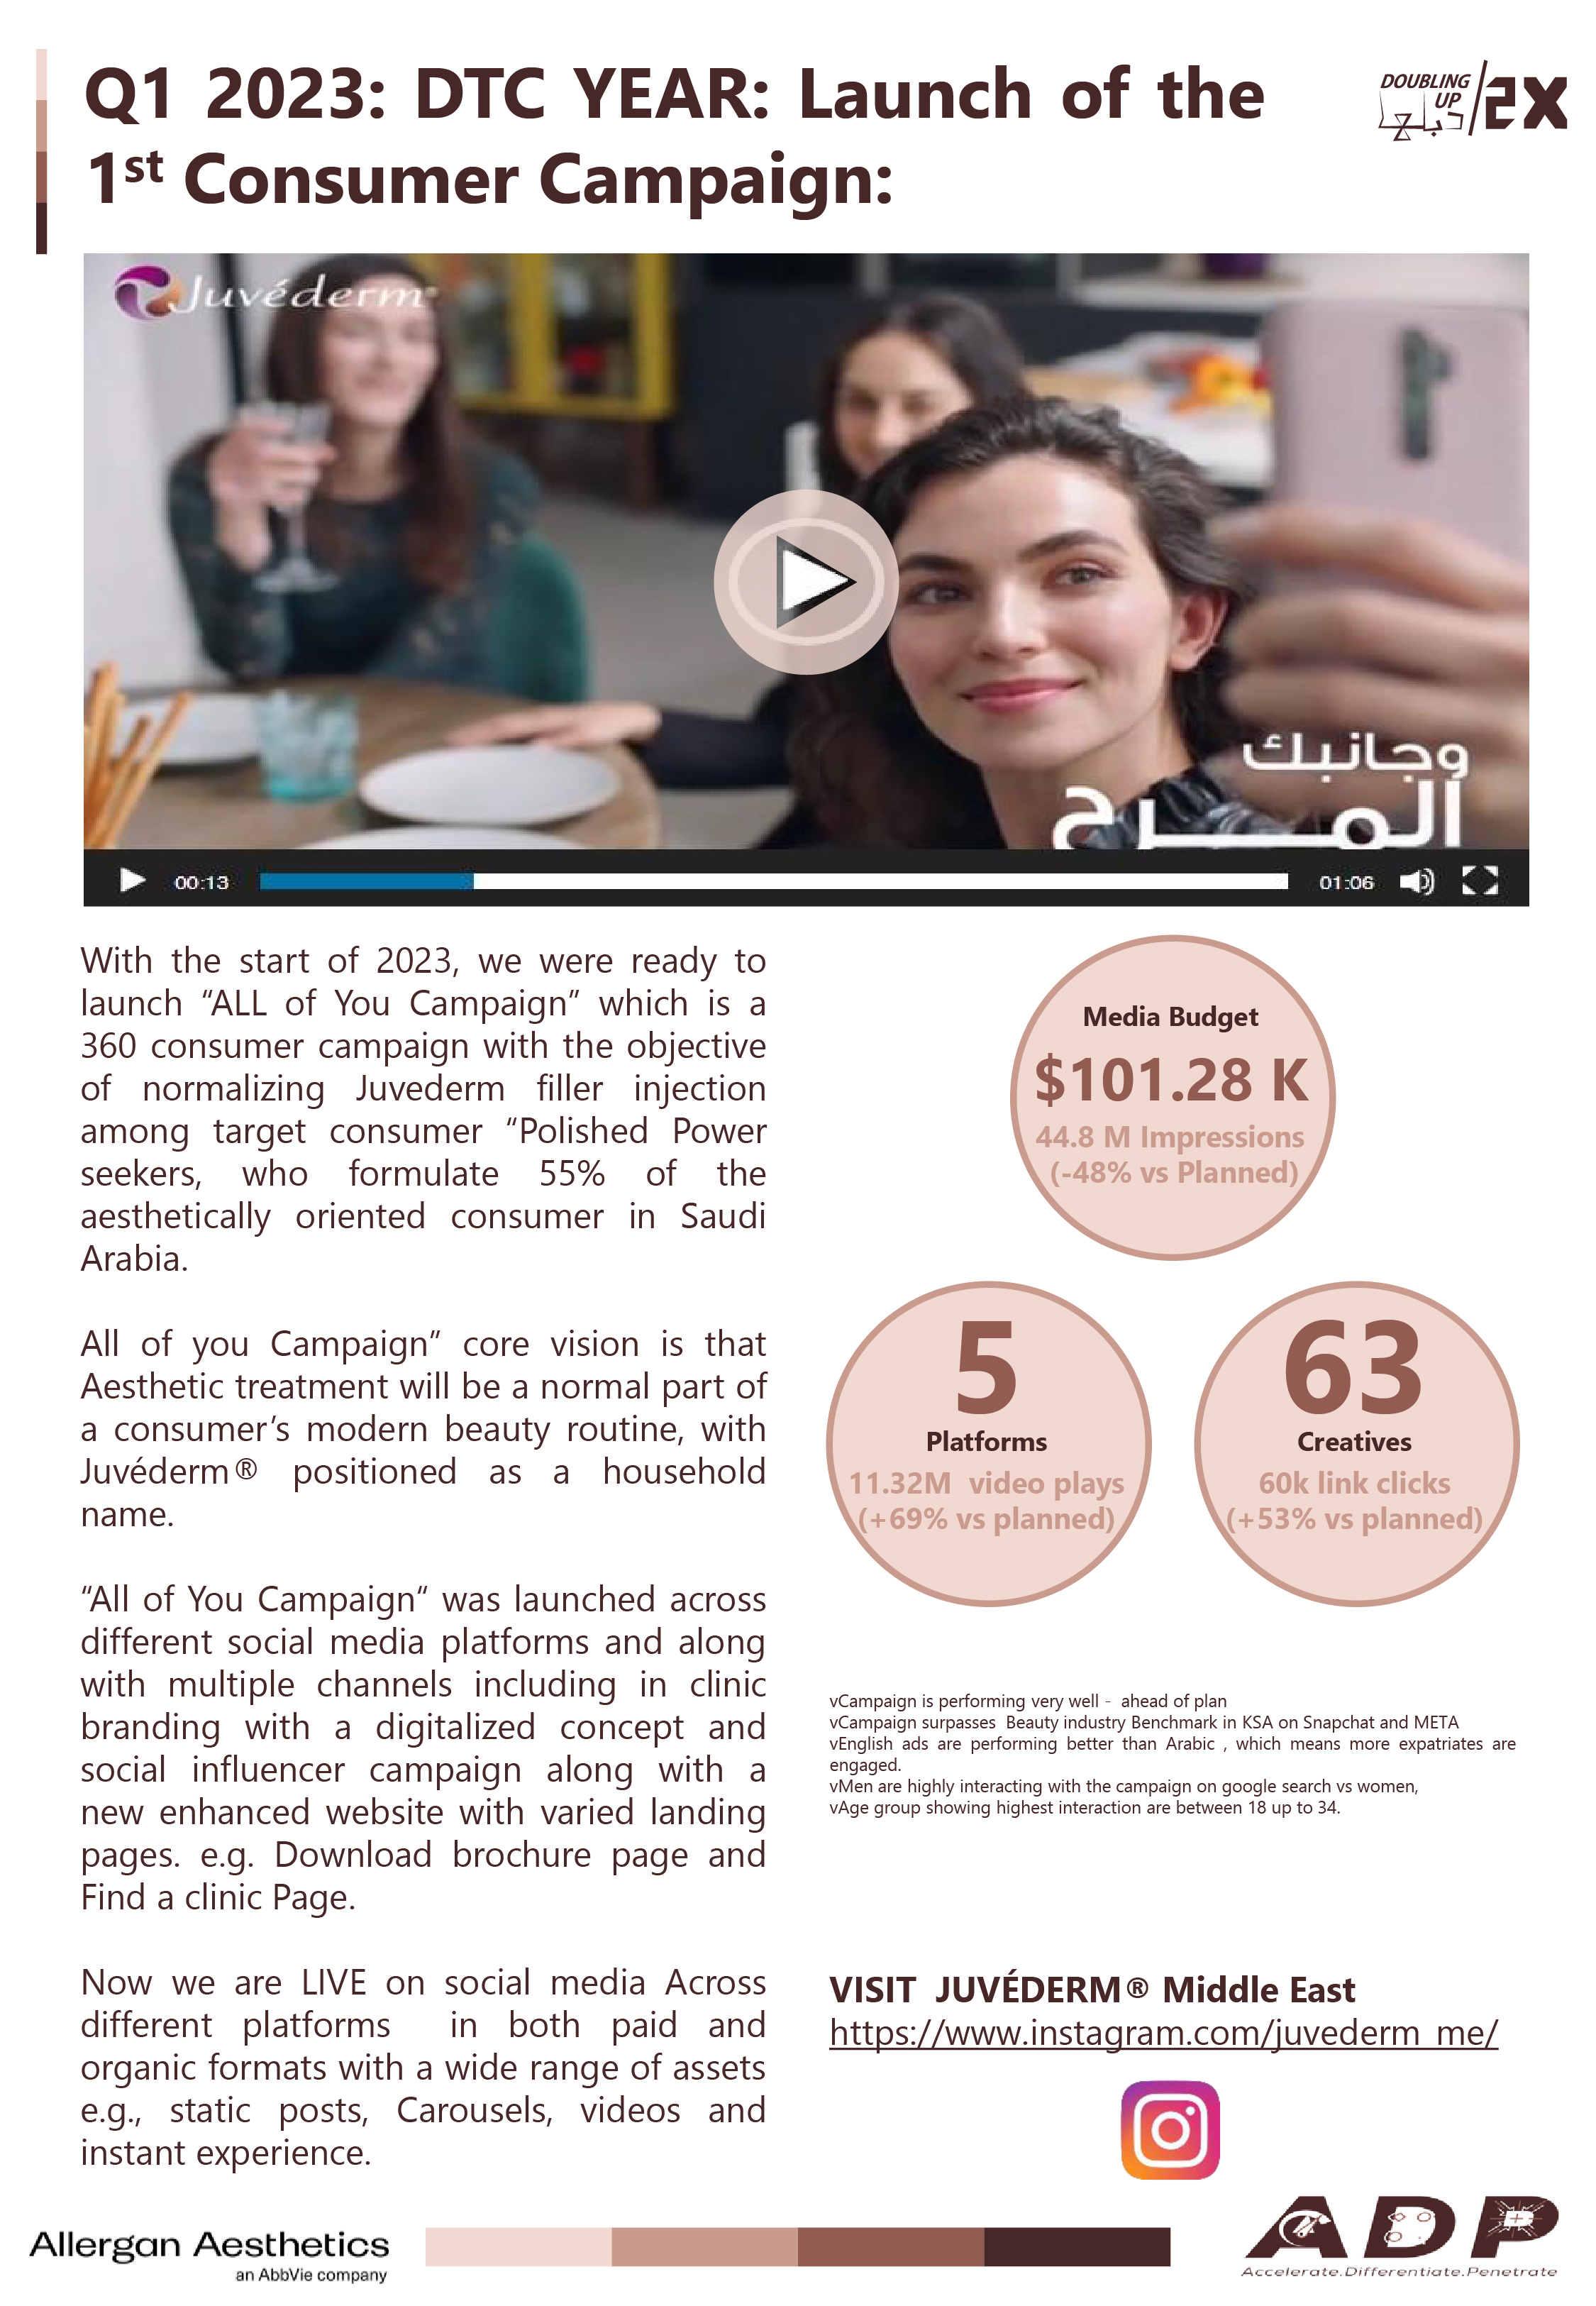 Q1 2023: DTC YEAR: Launch of the
1st Consumer Campaign:
DOUBLING
UP
2X
Juvéderm®
وجانبك
المـــرح
00:13
01:06
With the start of 2023, we were ready to
launch “ALL of You Campaign” which is a
360 consumer campaign with the objective
of normalizing Juvederm filler injection
among target consumer “Polished Power
seekers, who formulate 55% of the
aesthetically oriented consumer in Saudi
Arabia.
All of you Campaign” core vision is that
Aesthetic treatment will be a normal part of
a consumer’s modern beauty routine, with
Juvéderm® positioned as a household
name.
“All of You Campaign“ was launched across
different social media platforms and along
with multiple channels including in clinic
branding with a digitalized concept and
social influencer campaign along with a
new enhanced website with varied landing
pages. e.g. Download brochure page and
Find a clinic Page.
Now we are LIVE on social media Across
different platforms in both paid and
organic formats with a wide range of assets
e.g., static posts, Carousels, videos and
instant experience.
Media Budget
$101.28 K
44.8 M Impressions
(-48% vs Planned)
5
Platforms
11.32M video plays
(+69% vs planned)
63
Creatives
60k link clicks
(+53% vs planned)
vCampaign is performing very well - ahead of plan
vCampaign surpasses Beauty industry Benchmark in KSA on Snapchat and META
vEnglish ads are performing better than Arabic , which means more expatriates are
engaged.
vMen are highly interacting with the campaign on google search vs women,
vAge group showing highest interaction are between 18 up to 34.
VISIT JUVÉDERM® Middle East
https://www.instagram.com/juvederm_me/
Allergan Aesthetics
an AbbVie company
ADP
Accelerate.Differentiate.Penetrate